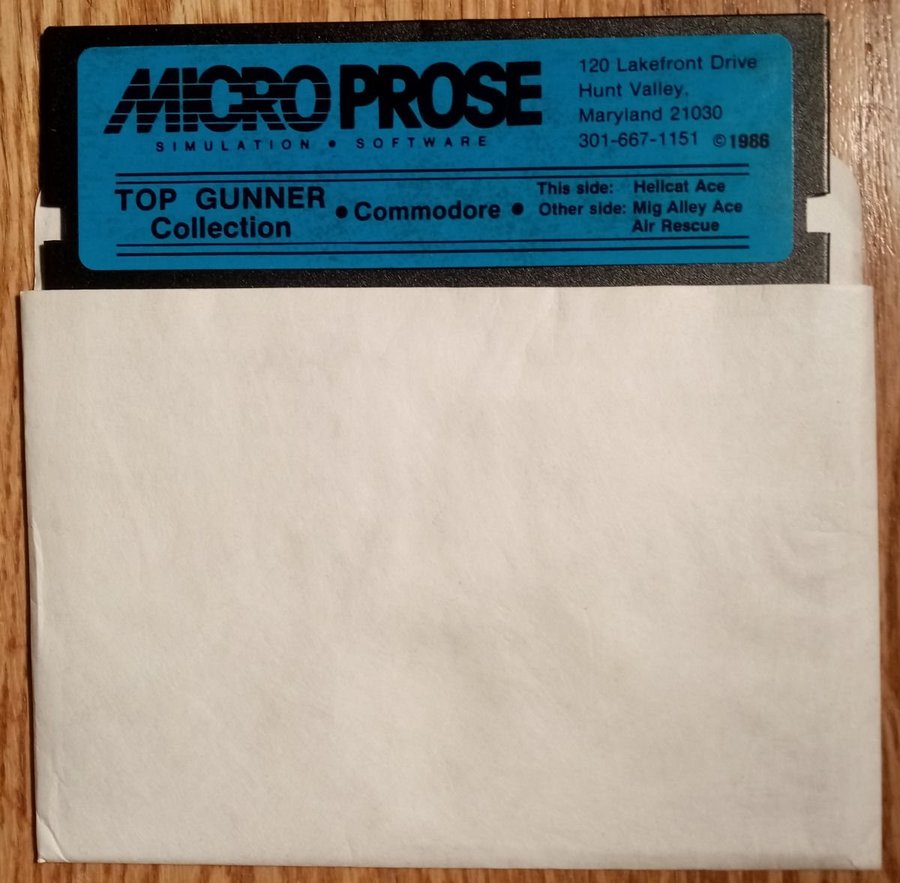 MICRO PROSE
SIMULATION • SOFTWARE
120 Lakefront Drive
Hunt Valley,
Maryland 21030
301-667-1151 ©1986
TOP GUNNER
Collection
• Commodore •
This side: Hellcat Ace
Other side: Mig Alley Ace
Air Rescue